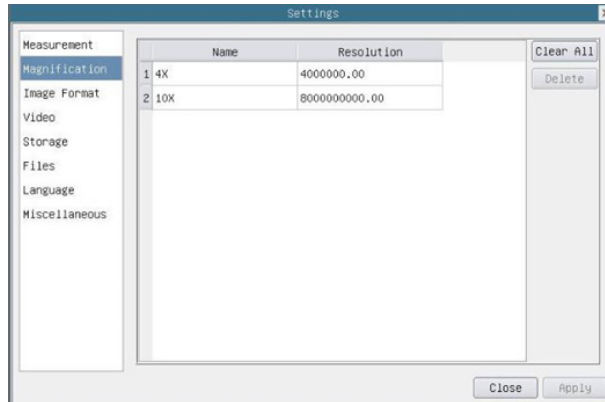 Settings
Measurement
Magnification
Image Format
Video
Storage
Files
Language
Miscellaneous
Name Resolution
1 4X 4000000.00
2 10X 8000000000.00
Clear All
Delete
Close Apply